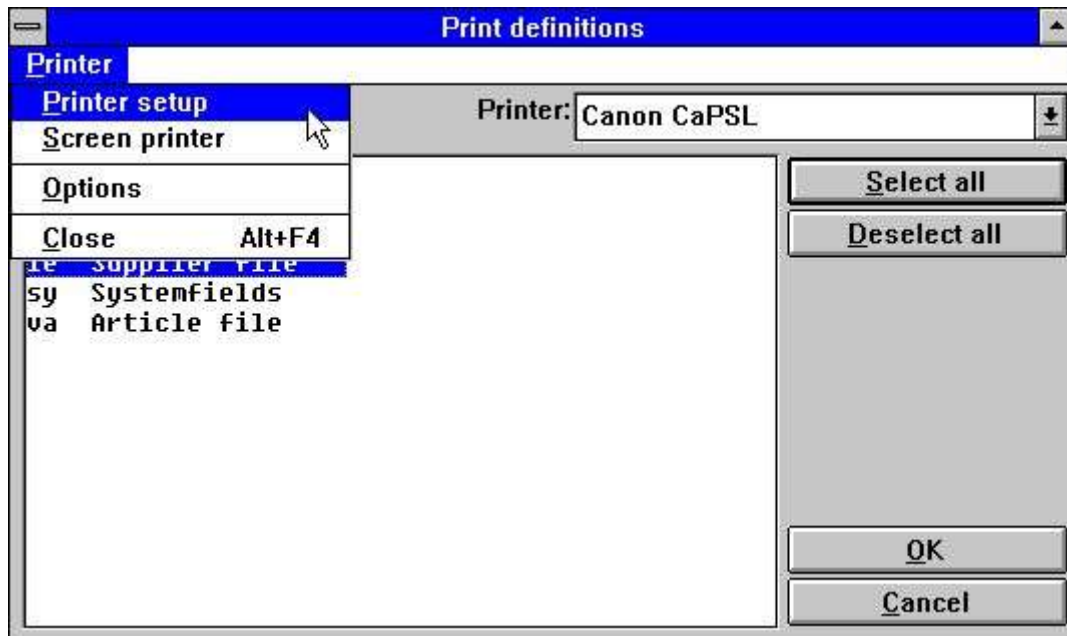 Print definitions
Printer
Printer setup
Printer: Canon CaPSL
Screen printer
Options
Select all
Close Alt+F4
Deselect all
le Supplier file
sy Systemfields
va Article file
OK
Cancel